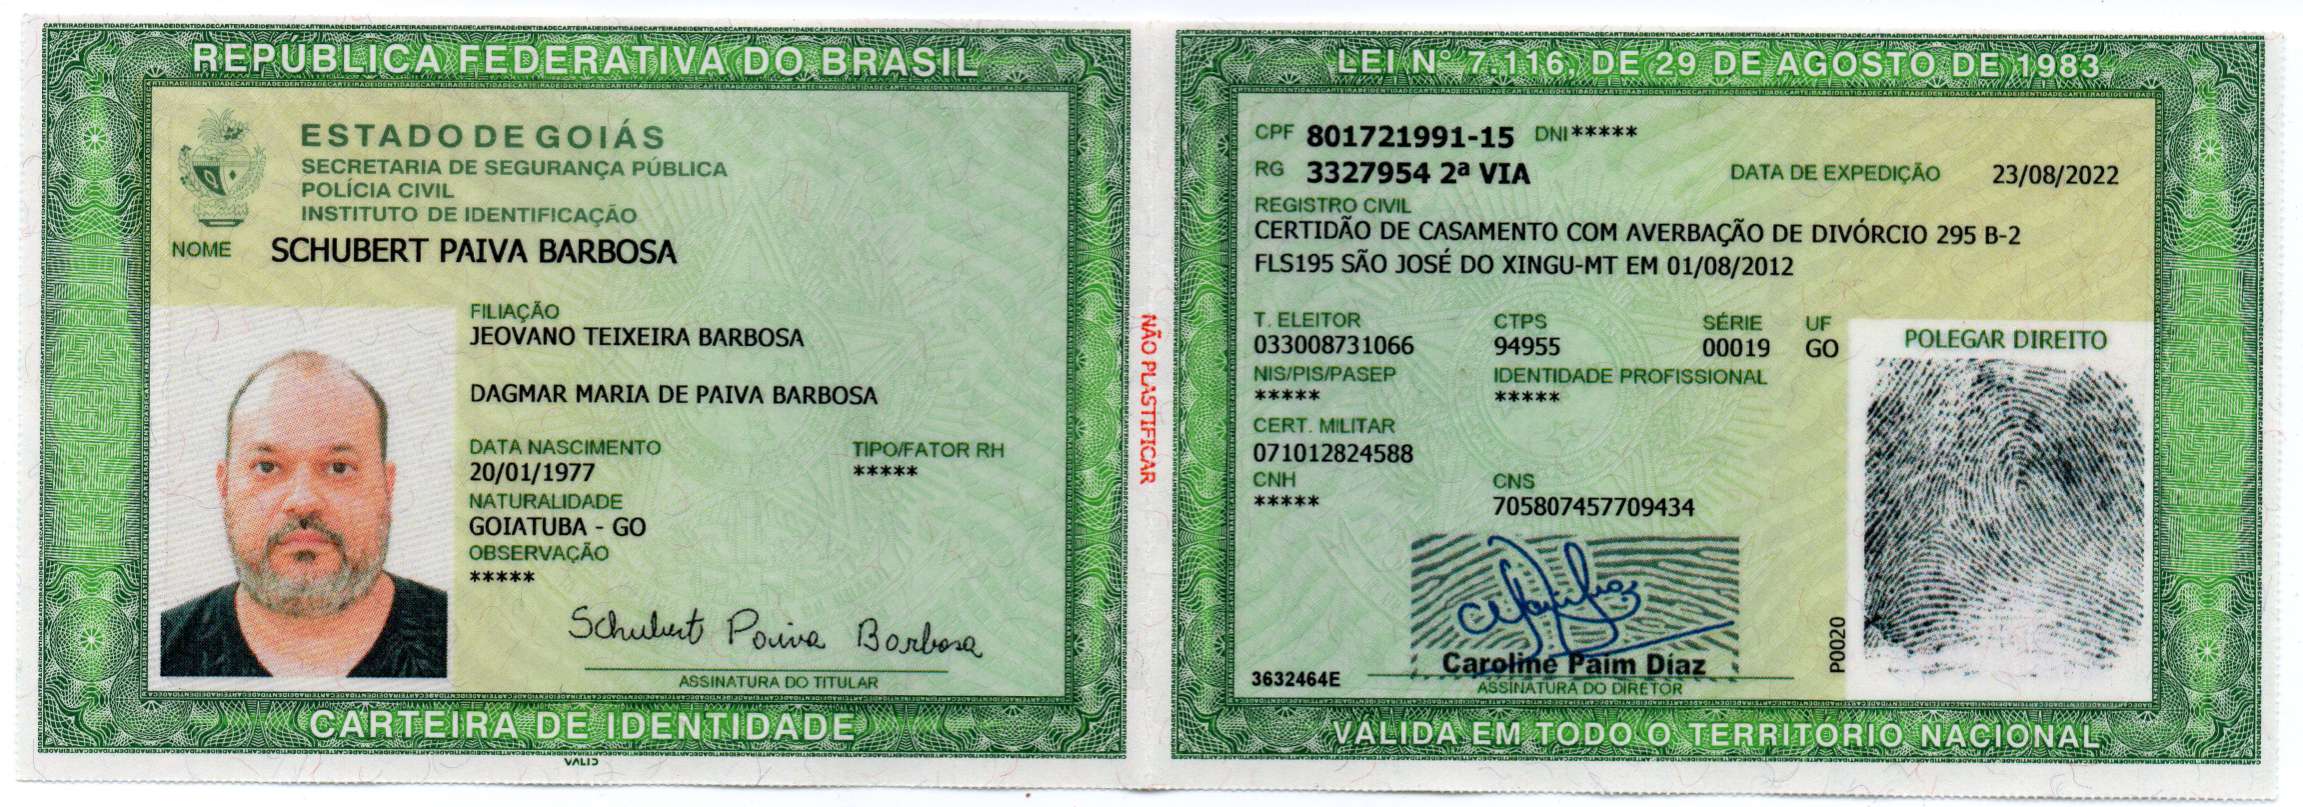 REPÚBLICA FEDERATIVA DO BRASIL
ESTADO DE GOIÁS
SECRETARIA DE SEGURANÇA PÚBLICA
POLÍCIA CIVIL
INSTITUTO DE IDENTIFICAÇÃO
NOME SCHUBERT PAIVA BARBOSA
FILIAÇÃO
JEOVANO TEIXEIRA BARBOSA
DAGMAR MARIA DE PAIVA BARBOSA
DATA NASCIMENTO TIPO/FATOR RH
20/01/1977 *****
NATURALIDADE
GOIATUBA - GO
OBSERVAÇÃO
*****
Schubert Paiva Barbosa
ASSINATURA DO TITULAR
CARTEIRA DE IDENTIDADE
NÃO PLASTIFICAR
LEI N° 7.116, DE 29 DE AGOSTO DE 1983
CPF 801721991-15 DNI *****
RG 3327954 2ª VIA DATA DE EXPEDIÇÃO 23/08/2022
REGISTRO CIVIL
CERTIDÃO DE CASAMENTO COM AVERBAÇÃO DE DIVÓRCIO 295 B-2
FLS195 SÃO JOSÉ DO XINGU-MT EM 01/08/2012
T. ELEITOR CTPS SÉRIE UF
033008731066 94955 00019 GO
NIS/PIS/PASEP IDENTIDADE PROFISSIONAL
***** *****
CERT. MILITAR
071012824588
CNH CNS
***** 705807457709434
POLEGAR DIREITO
P0020
Caroline Paim Diaz
3632464E
ASSINATURA DO DIRETOR
VÁLIDA EM TODO O TERRITÓRIO NACIONAL